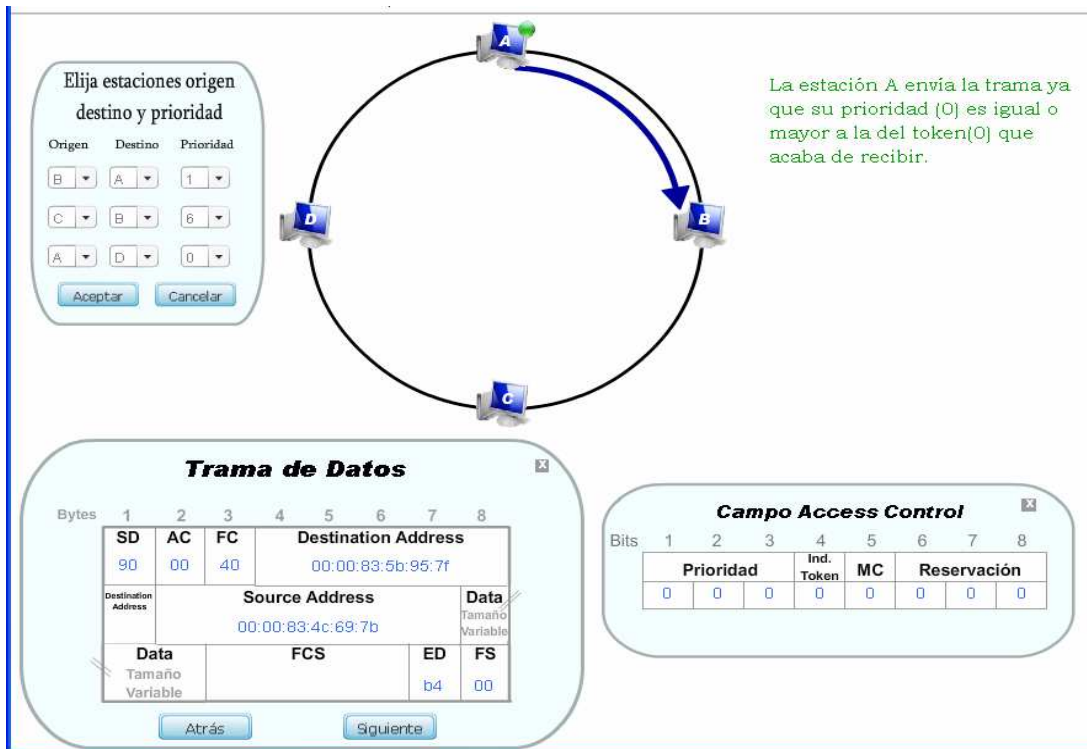 Elija estaciones origen
destino y prioridad
Origen Destino Prioridad
B A 1
C B 6
A D 0
Aceptar Cancelar
A
B
D
C
La estación A envía la trama ya
que su prioridad (0) es igual o
mayor a la del token(0) que
acaba de recibir.
Trama de Datos
X
Bytes 1 2 3 4 5 6 7 8
SD AC FC Destination Address
90 00 40 00:00:83:5b:95:7f
Destination
Address
Source Address
00:00:83:4c:69:7b
Data
Tamaño
Variable
Data
Tamaño
Variable
FCS
ED FS
b4 00
Atrás Siguiente
Campo Access Control
X
Bits 1 2 3 4 5 6 7 8
Prioridad
Ind.
Token
MC
Reservación
0 0 0 0 0 0 0 0